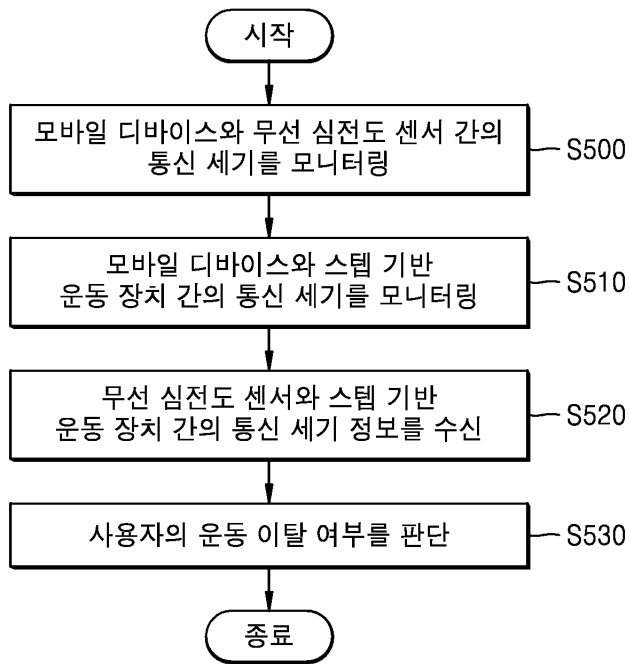 시작
모바일 디바이스와 무선 심전도 센서 간의
통신 세기를 모니터링
S500
모바일 디바이스와 스텝 기반
운동 장치 간의 통신 세기를 모니터링
S510
무선 심전도 센서와 스텝 기반
운동 장치 간의 통신 세기 정보를 수신
S520
사용자의 운동 이탈 여부를 판단
S530
종료